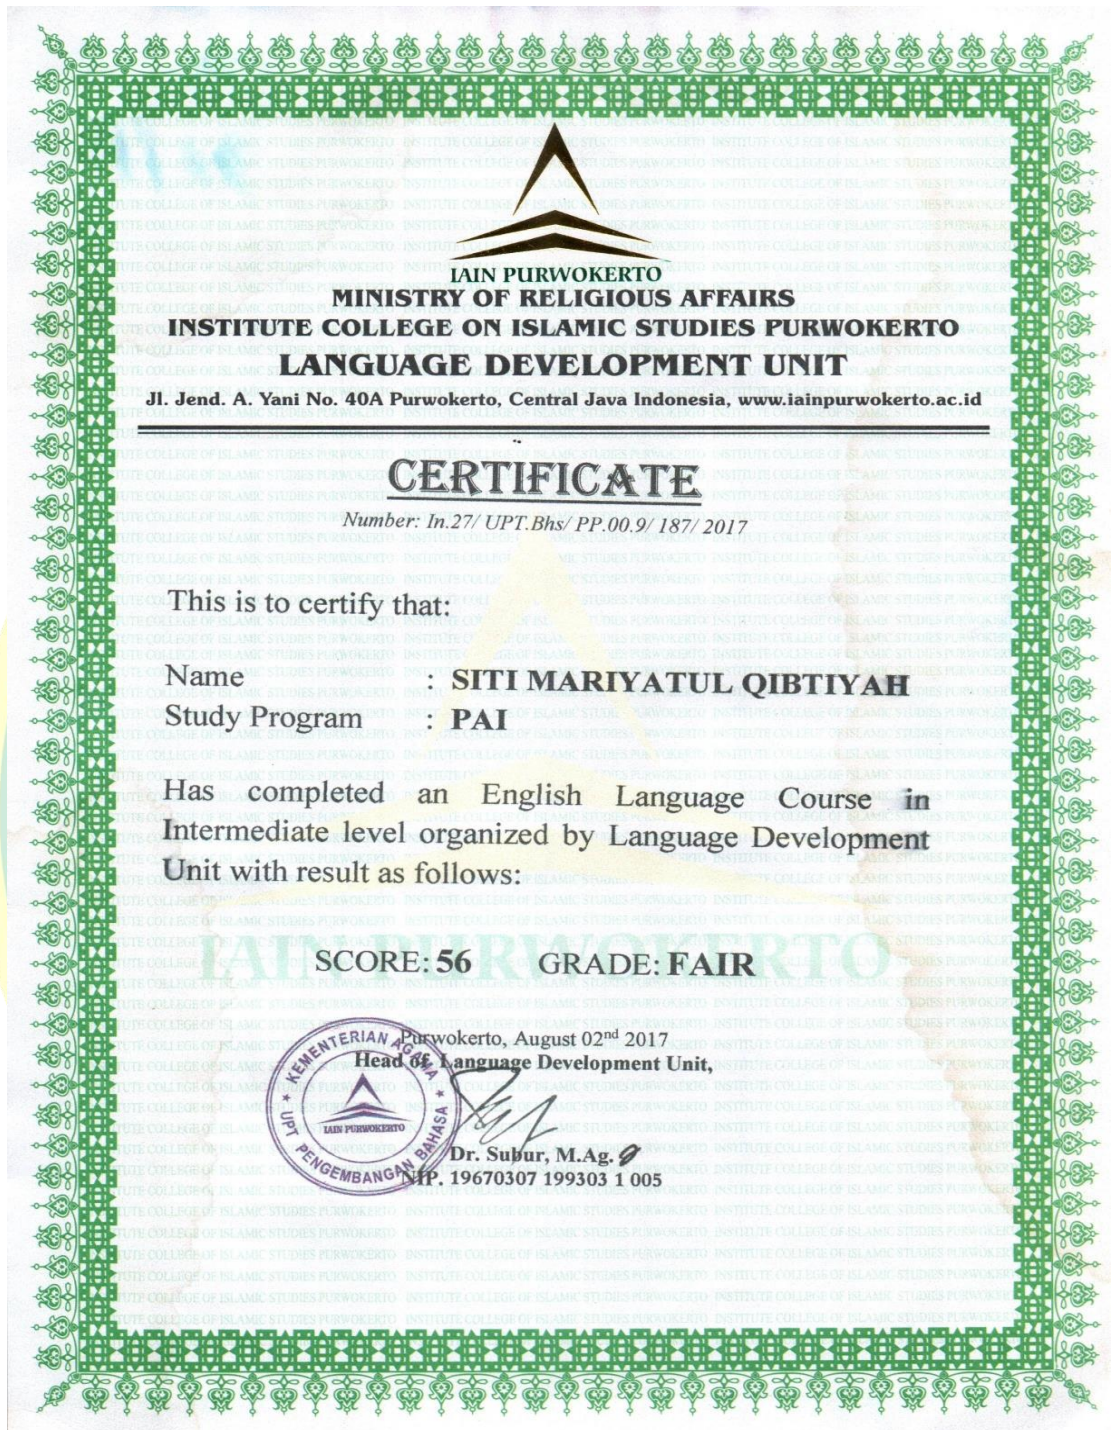 IAIN PURWOKERTO
MINISTRY OF RELIGIOUS AFFAIRS
INSTITUTE COLLEGE ON ISLAMIC STUDIES PURWOKERTO
LANGUAGE DEVELOPMENT UNIT
Jl. Jend. A. Yani No. 40A Purwokerto, Central Java Indonesia, www.iainpurwokerto.ac.id
CERTIFICATE
Number: In.27/ UPT.Bhs/ PP.00.9/ 187/ 2017
This is to certify that:
Name : SITI MARIYATUL QIBTIYAH
Study Program : PAI
Has completed an English Language Course in
Intermediate level organized by Language Development
Unit with result as follows:
IAIN PURWOKERTO
SCORE: 56 GRADE: FAIR
Purwokerto, August 02nd 2017
Head of Language Development Unit,
KEMENTERIAN AGAMA
IAIN PURWOKERTO
UPT PENGEMBANGAN BAHASA
Dr. Subur, M.Ag.
NIP. 19670307 199303 1 005